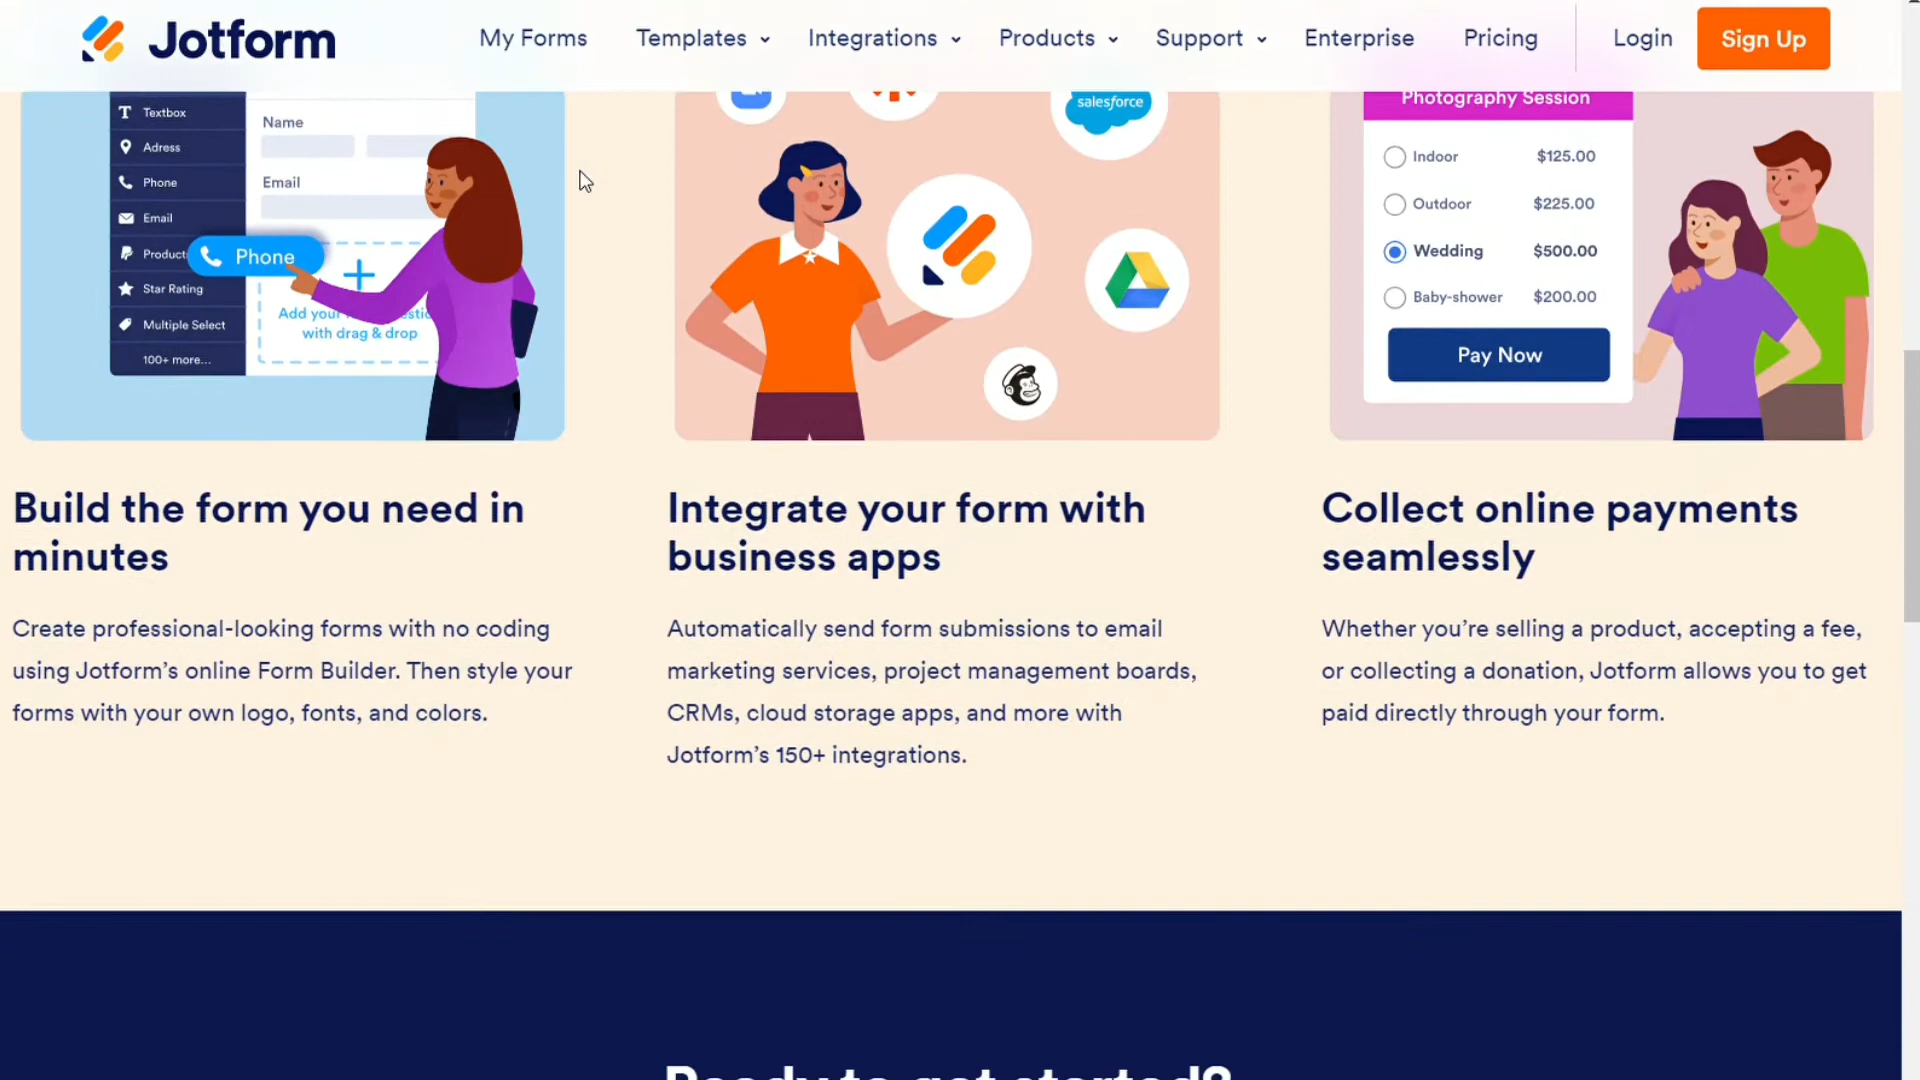 Jotform
My Forms
Templates
Integrations
Products
Support
Enterprise
Pricing
Login
Sign Up
Textbox
Adress
Phone
Email
Product
Star Rating
Multiple Select
100+ more...
Name
Email
Phone
Add your
with drag & drop
salesforce
Photography Session
Indoor $125.00
Outdoor $225.00
Wedding $500.00
Baby-shower $200.00
Pay Now
Build the form you need in
minutes
Create professional-looking forms with no coding
using Jotform's online Form Builder. Then style your
forms with your own logo, fonts, and colors.
Integrate your form with
business apps
Automatically send form submissions to email
marketing services, project management boards,
CRMs, cloud storage apps, and more with
Jotform's 150+ integrations.
Collect online payments
seamlessly
Whether you're selling a product, accepting a fee,
or collecting a donation, Jotform allows you to get
paid directly through your form.
Ready to get started?